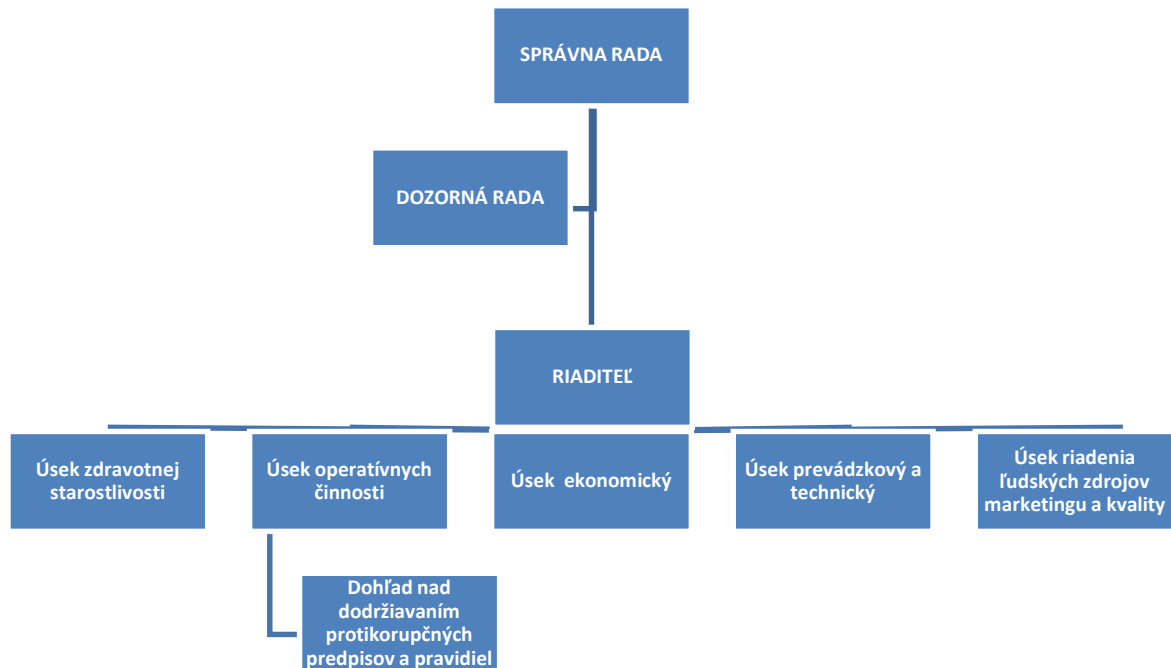 SPRÁVNA RADA
DOZORNÁ RADA
RIADITEĽ
Úsek zdravotnej
starostlivosti
Úsek operatívnych
činnosti
Úsek ekonomický
Úsek prevádzkový a
technický
Úsek riadenia
ľudských zdrojov
marketingu a kvality
Dohľad nad
dodržiavaním
protikorupčných
predpisov a pravidiel